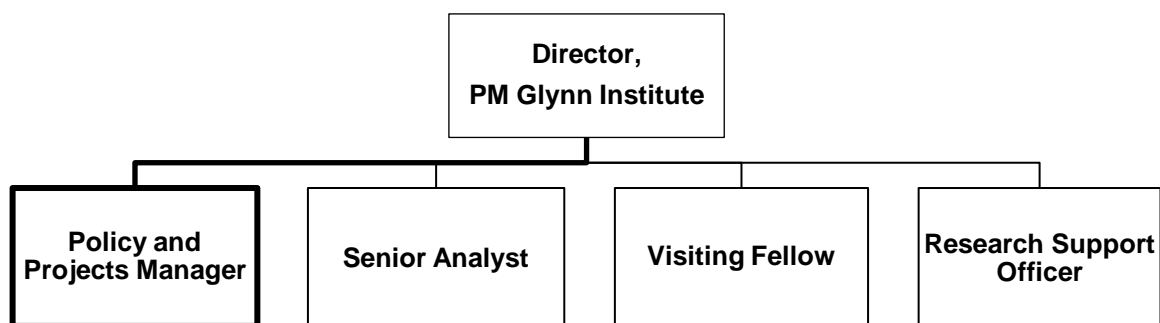 Director,
PM Glynn Institute
Policy and
Projects Manager
Senior Analyst
Visiting Fellow
Research Support
Officer